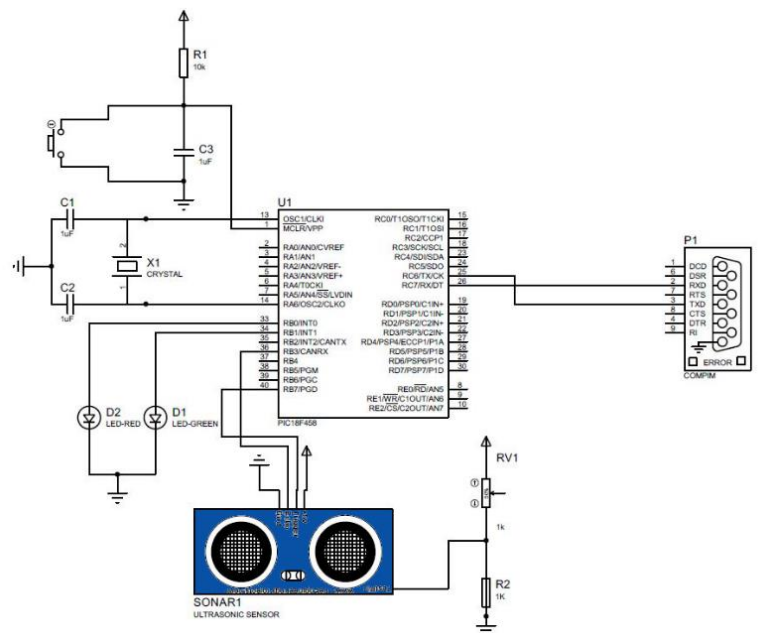 R1
10k
C3
1uF
C1
1uF
X1
CRYSTAL
2
1
C2
1uF
U1
13 OSC1/CLKI
1 MCLR/VPP
2 RA0/AN0/CVREF
3 RA1/AN1
4 RA2/AN2/VREF-
5 RA3/AN3/VREF+
6 RA4/T0CKI
7 RA5/AN4/SS/LVDIN
14 RA6/OSC2/CLKO
33 RB0/INT0
34 RB1/INT1
35 RB2/INT2/CANTX
36 RB3/CANRX
37 RB4
38 RB5/PGM
39 RB6/PGC
40 RB7/PGD
RC0/T1OSO/T1CKI 15
RC1/T1OSI 16
RC2/CCP1 17
RC3/SCK/SCL 18
RC4/SDI/SDA 23
RC5/SDO 24
RC6/TX/CK 25
RC7/RX/DT 26
RD0/PSP0/C1IN+ 19
RD1/PSP1/C1IN- 20
RD2/PSP2/C2IN+ 21
RD3/PSP3/C2IN- 22
RD4/PSP4/ECCP1/P1A 27
RD5/PSP5/P1B 28
RD6/PSP6/P1C 29
RD7/PSP7/P1D 30
RE0/RD/AN5 8
RE1/WR/C1OUT/AN6 9
RE2/CS/C2OUT/AN7 10
PIC18F458
P1
1 DCD
6 DSR
2 RXD
7 RTS
3 TXD
8 CTS
4 DTR
9 RI
ERROR
COMPIM
D2
LED-RED
D1
LED-GREEN
RV1
1k
R2
1K
SONAR1
ULTRASONIC SENSOR